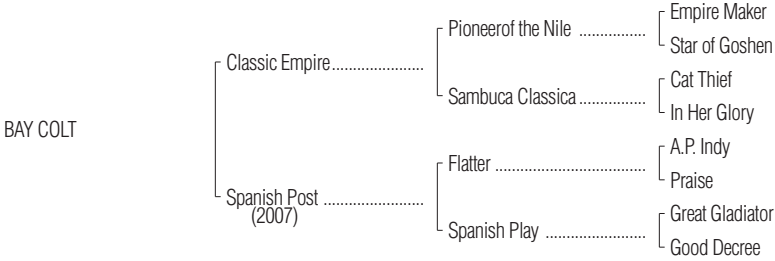 Empire Maker
Pioneerof the Nile ................
Star of Goshen
Classic Empire......................
Cat Thief
Sambuca Classica ................
In Her Glory
BAY COLT
A.P. Indy
Flatter ....................................
Praise
Spanish Post ........................
(2007)
Great Gladiator
Spanish Play ........................
Good Decree